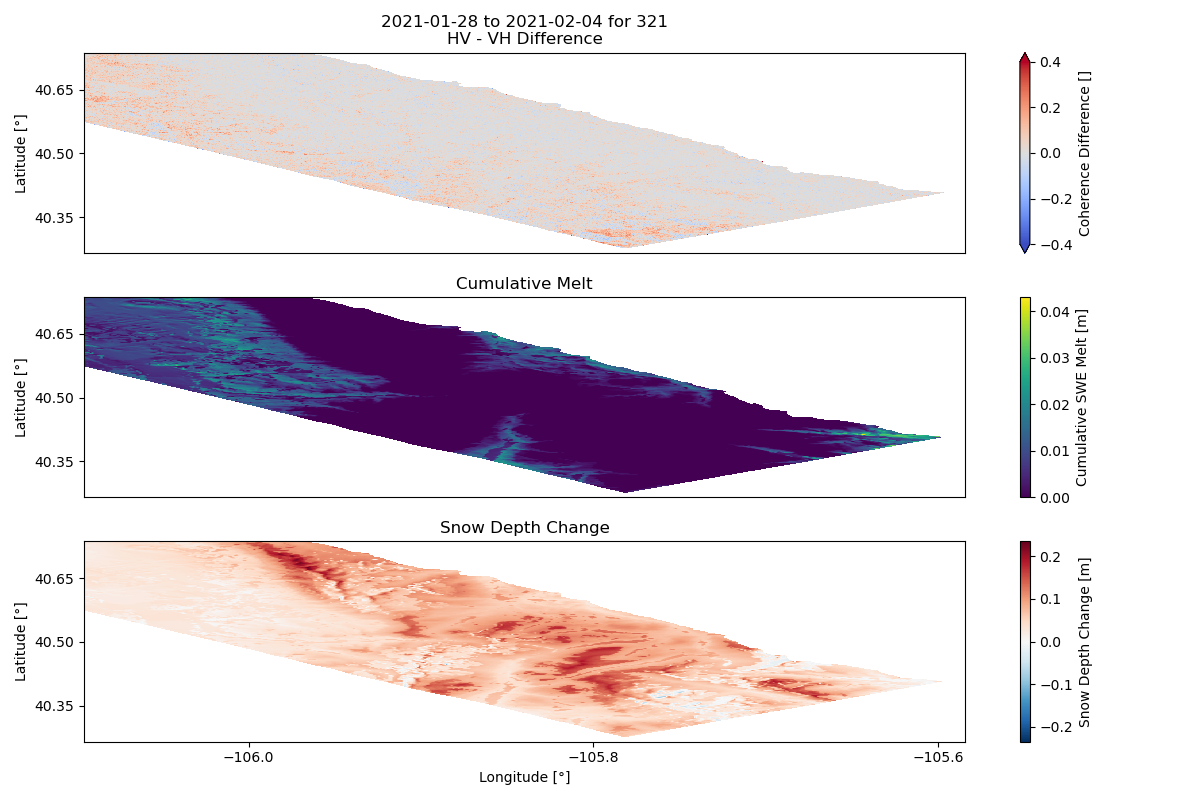 2021-01-28 to 2021-02-04 for 321
HV - VH Difference
40.65
40.50
40.35
Latitude [°]
0.4
0.2
0.0
−0.2
−0.4
Coherence Difference []
Cumulative Melt
40.65
40.50
40.35
Latitude [°]
0.04
0.03
0.02
0.01
0.00
Cumulative SWE Melt [m]
Snow Depth Change
40.65
40.50
40.35
Latitude [°]
−106.0
−105.8
−105.6
Longitude [°]
0.2
0.1
0.0
−0.1
−0.2
Snow Depth Change [m]